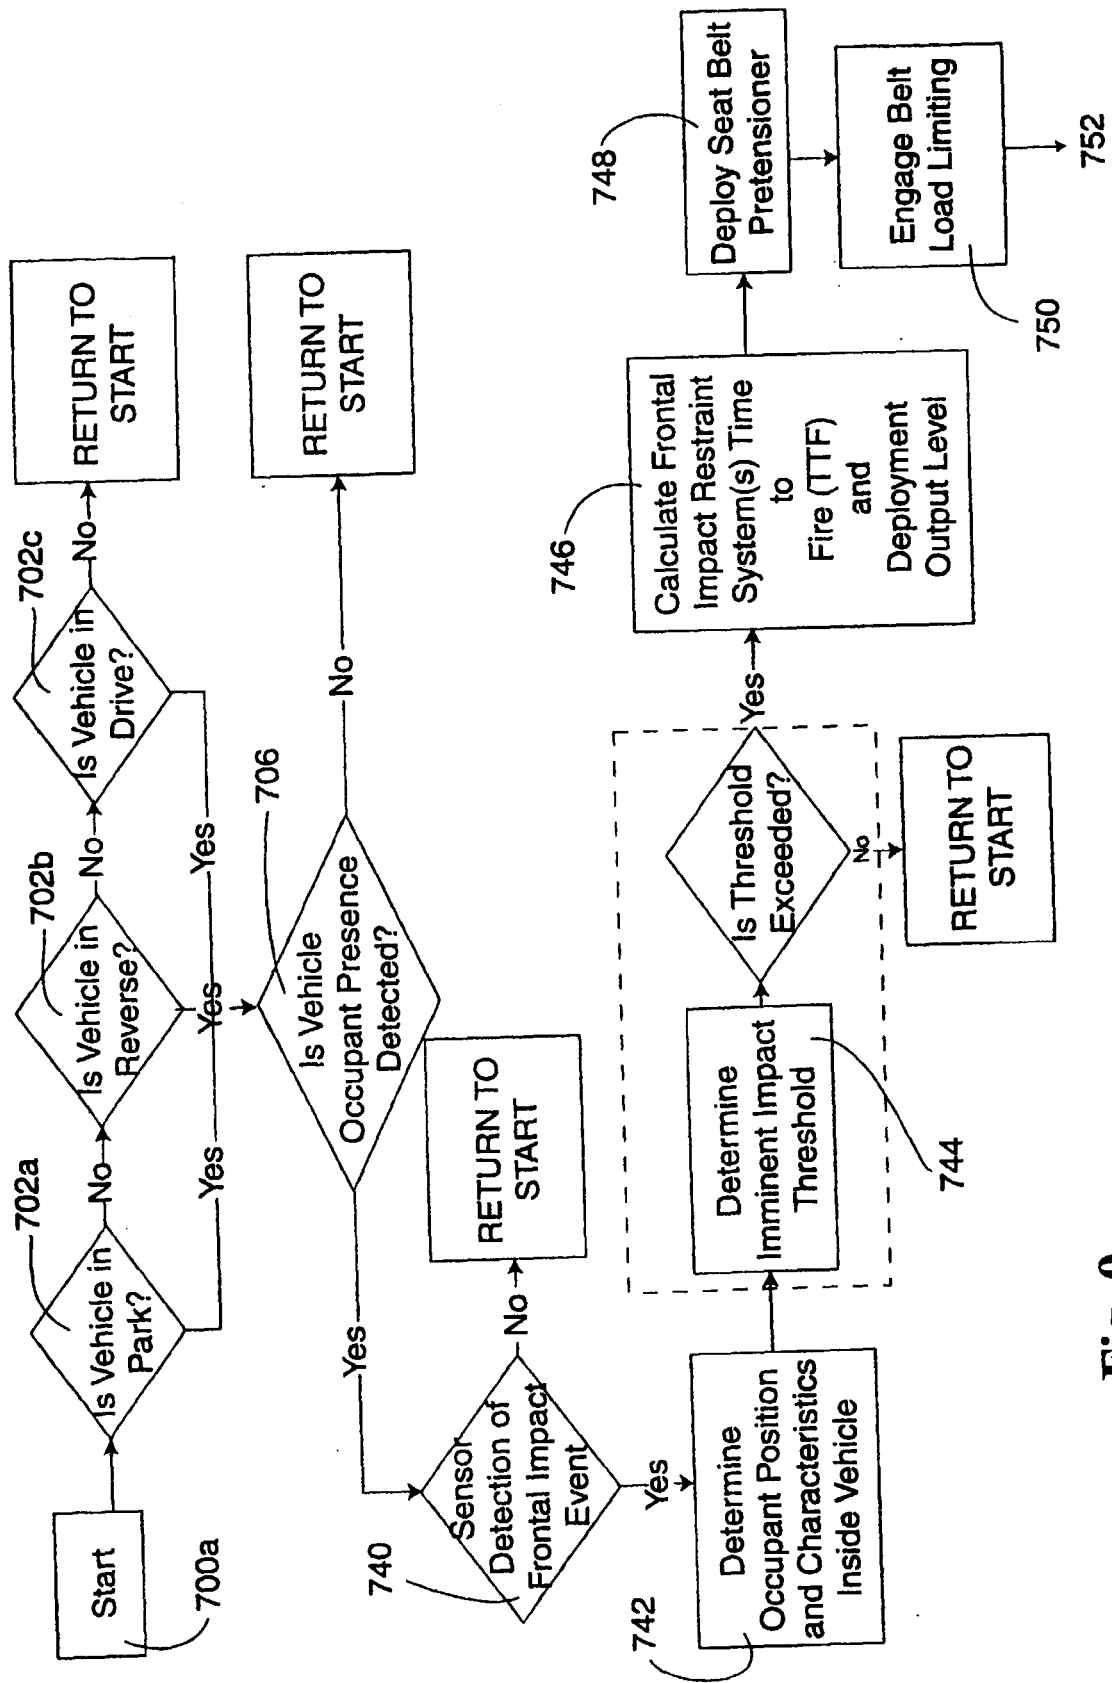 Start
700a
Is Vehicle in
Park?
702a
No
Yes
Is Vehicle in
Reverse?
702b
No
Yes
Is Vehicle in
Drive?
702c
No
Yes
RETURN TO
START
Is Vehicle
Occupant Presence
Detected?
706
No
RETURN TO
START
Yes
Sensor
Detection of
Frontal Impact
Event
740
No
RETURN TO
START
Yes
Determine
Occupant Position
and Characteristics
Inside Vehicle
742
Determine
Imminent Impact
Threshold
744
Is Threshold
Exceeded?
No
RETURN TO
START
Yes
Calculate Frontal
Impact Restraint
System(s) Time
to
Fire (TTF)
and
Deployment
Output Level
746
Deploy Seat Belt
Pretensioner
748
Engage Belt
Load Limiting
750
752